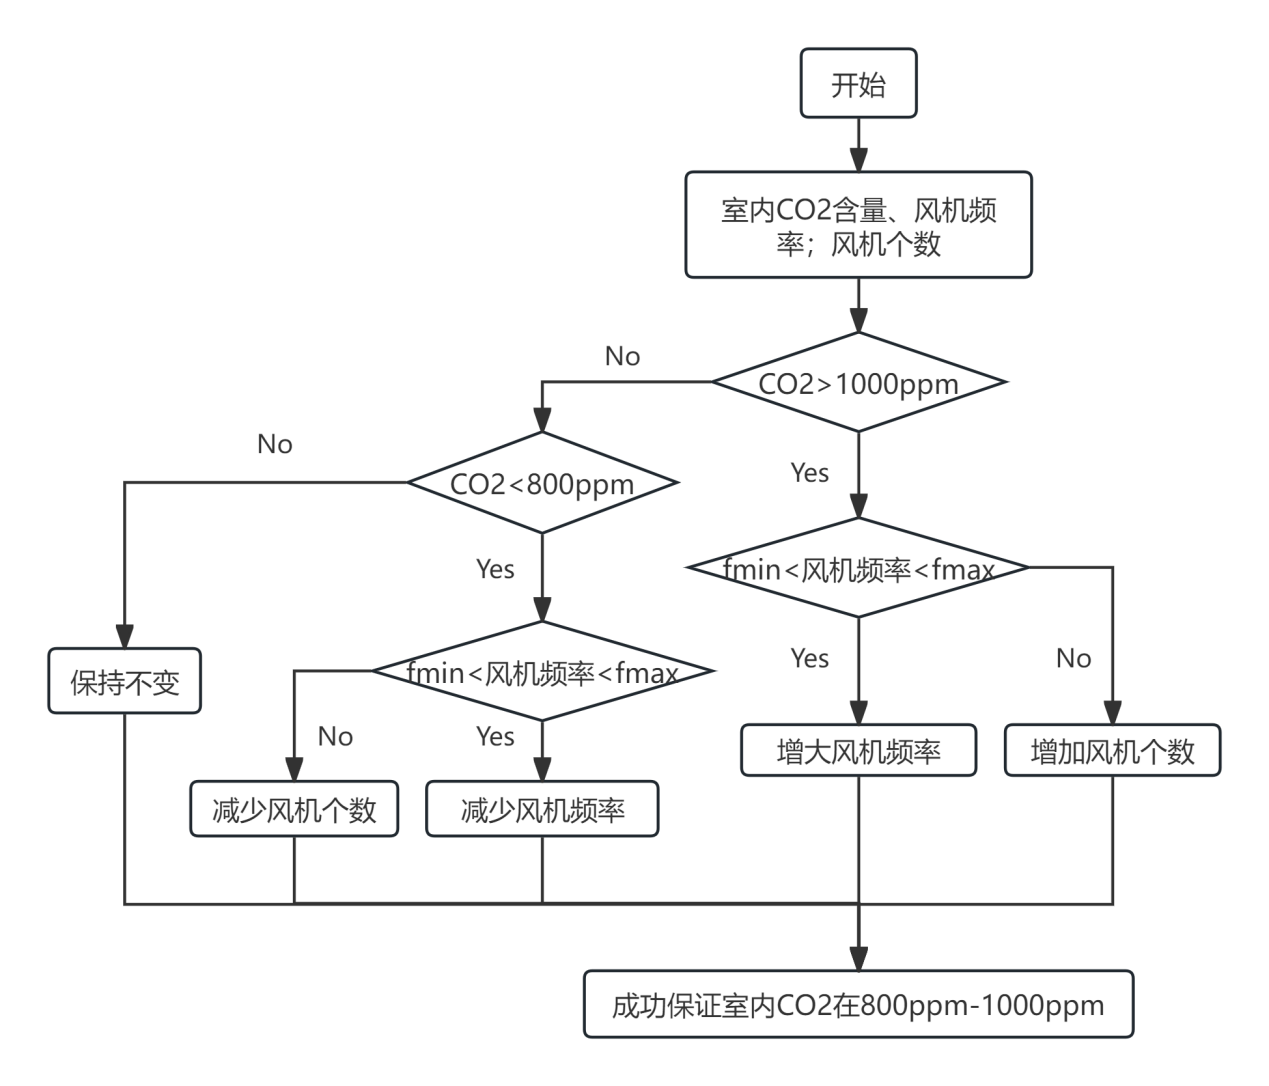 开始
室内CO2含量、风机频
率；风机个数
No
CO2>1000ppm
No
CO2<800ppm
Yes
Yes
fmin<风机频率<fmax
Yes
No
fmin<风机频率<fmax
保持不变
No
Yes
增大风机频率
增加风机个数
减少风机个数
减少风机频率
成功保证室内CO2在800ppm-1000ppm